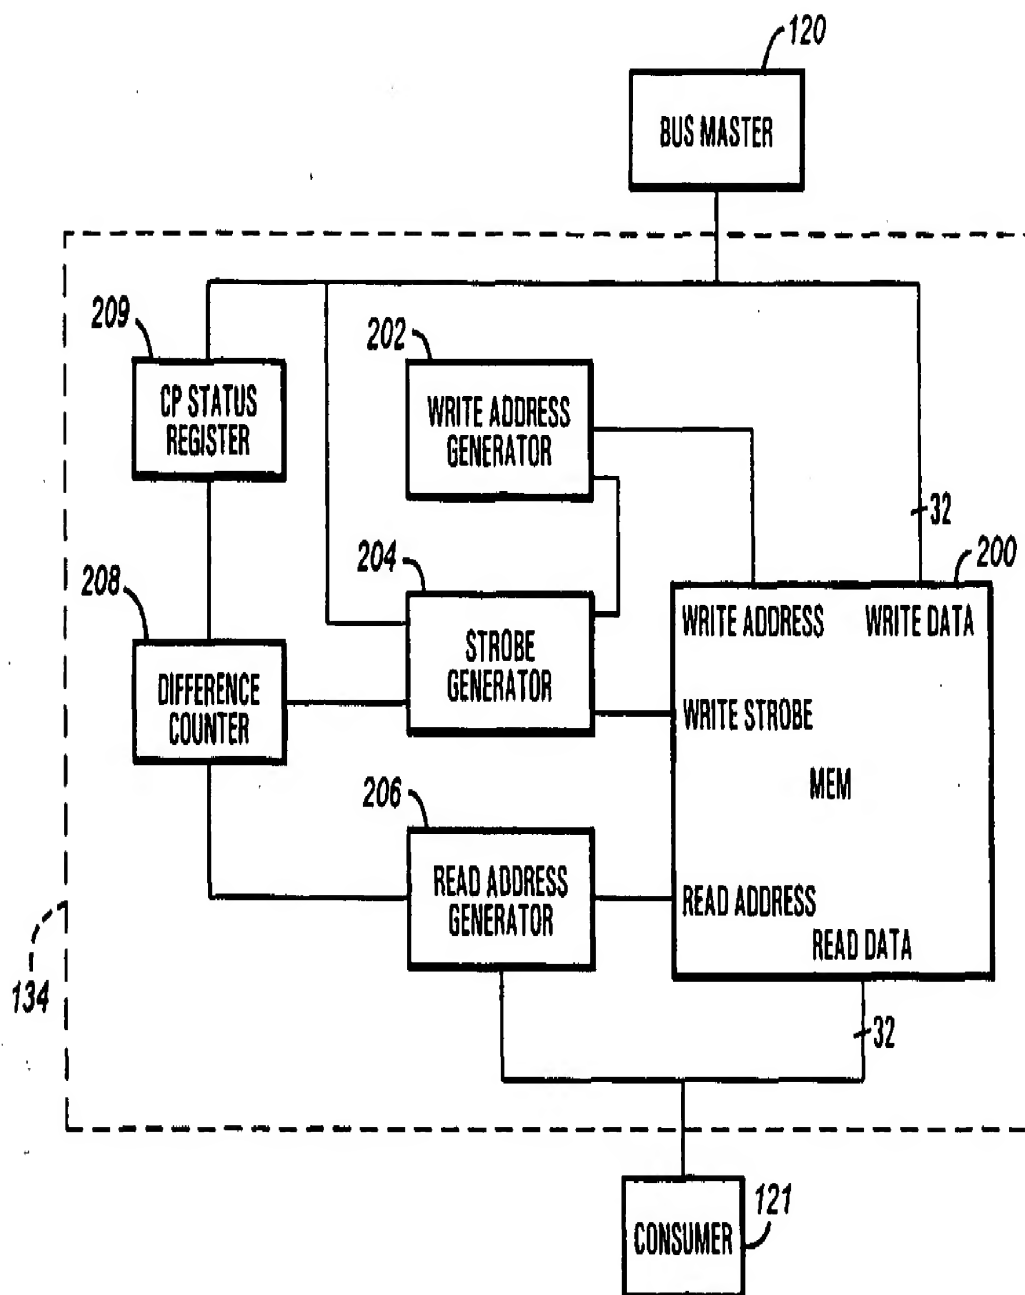 120
BUS MASTER
209
202
CP STATUS
REGISTER
WRITE ADDRESS
GENERATOR
32
200
204
208
WRITE ADDRESS
WRITE DATA
STROBE
GENERATOR
DIFFERENCE
COUNTER
WRITE STROBE
MEM
206
READ ADDRESS
GENERATOR
READ ADDRESS
READ DATA
134
32
121
CONSUMER